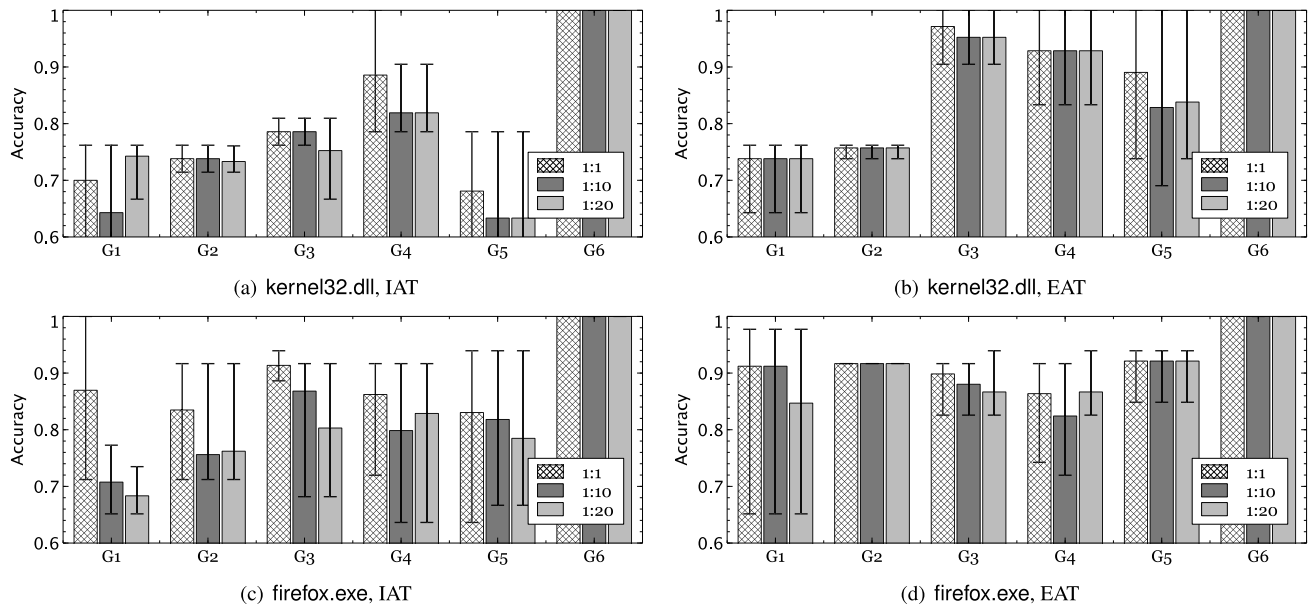 1
0.9
0.8
0.7
0.6
Accuracy
G1 G2 G3 G4 G5 G6
1:1
1:10
1:20
(a) kernel32.dll, IAT
1
0.9
0.8
0.7
0.6
Accuracy
G1 G2 G3 G4 G5 G6
1:1
1:10
1:20
(b) kernel32.dll, EAT
1
0.9
0.8
0.7
0.6
Accuracy
G1 G2 G3 G4 G5 G6
1:1
1:10
1:20
(c) firefox.exe, IAT
1
0.9
0.8
0.7
0.6
Accuracy
G1 G2 G3 G4 G5 G6
1:1
1:10
1:20
(d) firefox.exe, EAT